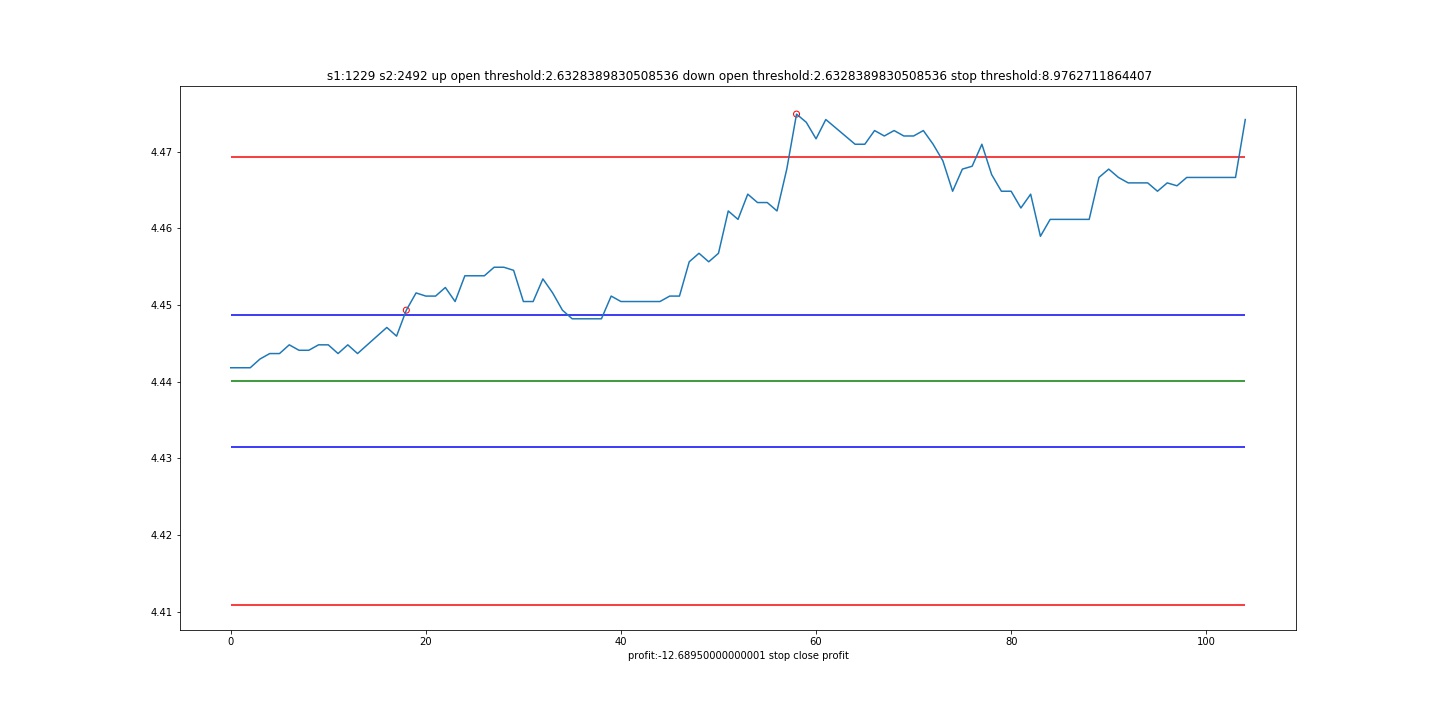 s1:1229 s2:2492 up open threshold:2.6328389830508536 down open threshold:2.6328389830508536 stop threshold:8.9762711864407
4.47
4.46
4.45
4.44
4.43
4.42
4.41
0 20 40 60 80 100
profit:-12.68950000000001 stop close profit